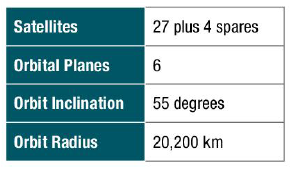 Satellites 27 plus 4 spares
Orbital Planes 6
Orbit Inclination 55 degrees
Orbit Radius 20,200 km